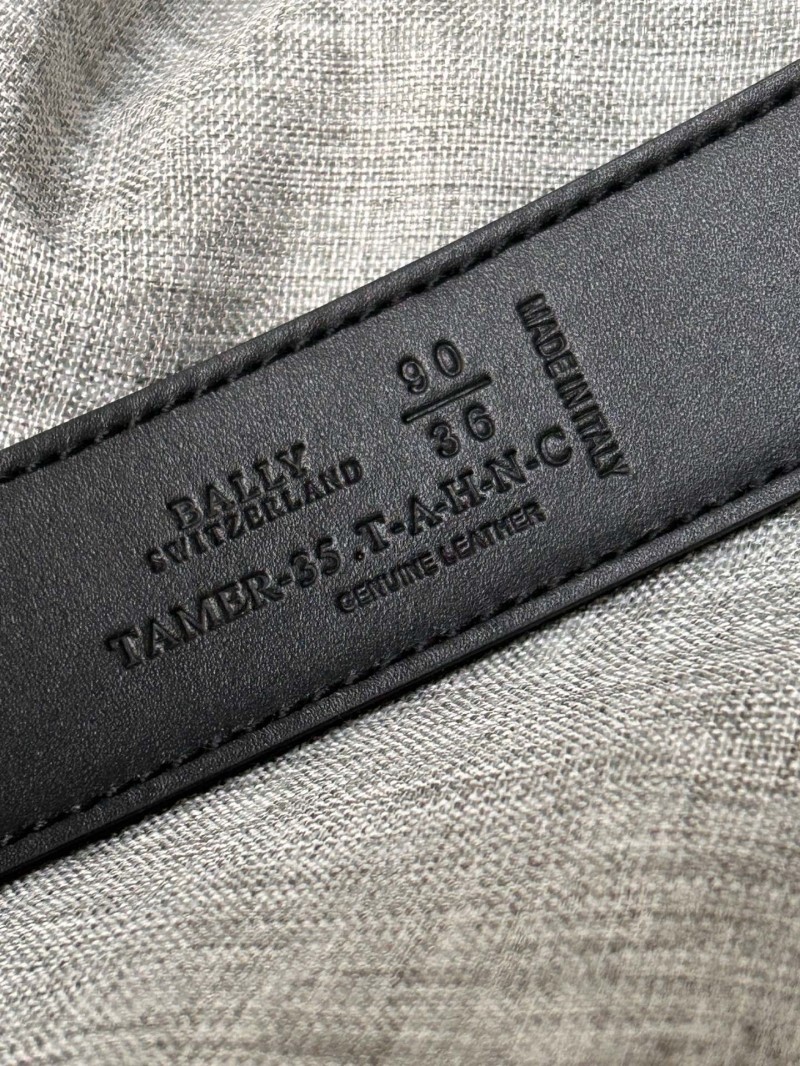 BALLY
SWITZERLAND
90
36
TAMER-35 .T-A-H-N-C
GENUINE LEATHER
MADE IN ITALY